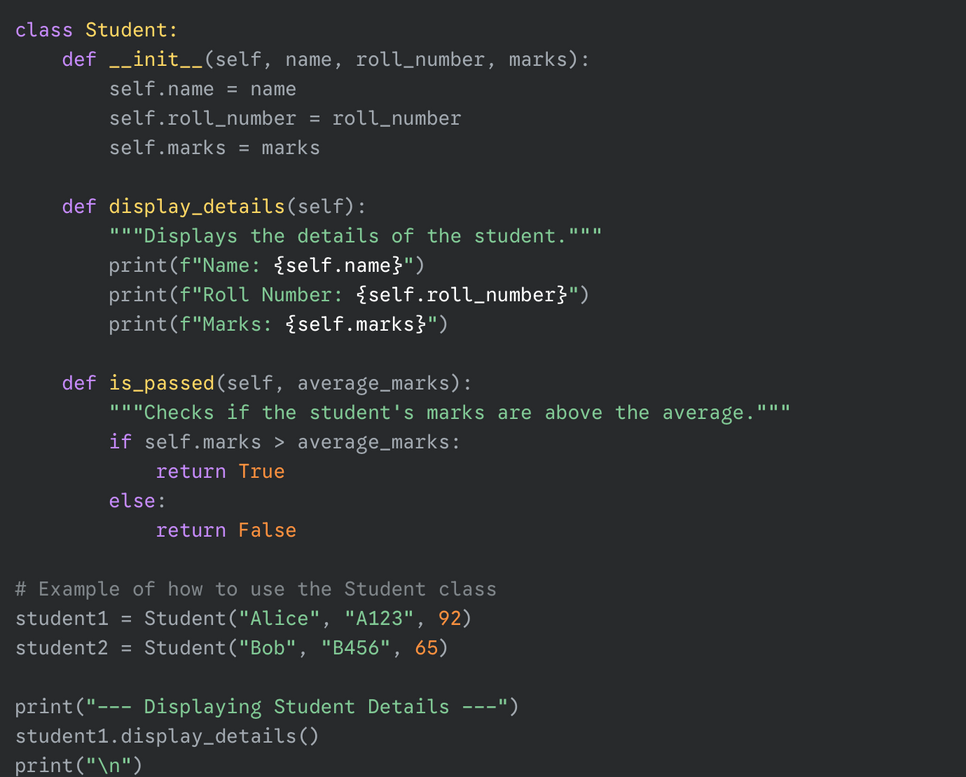 class Student:
    def __init__(self, name, roll_number, marks):
        self.name = name
        self.roll_number = roll_number
        self.marks = marks

    def display_details(self):
        """Displays the details of the student."""
        print(f"Name: {self.name}")
        print(f"Roll Number: {self.roll_number}")
        print(f"Marks: {self.marks}")

    def is_passed(self, average_marks):
        """Checks if the student's marks are above the average."""
        if self.marks > average_marks:
            return True
        else:
            return False

# Example of how to use the Student class
student1 = Student("Alice", "A123", 92)
student2 = Student("Bob", "B456", 65)

print("--- Displaying Student Details ---")
student1.display_details()
print("\n")